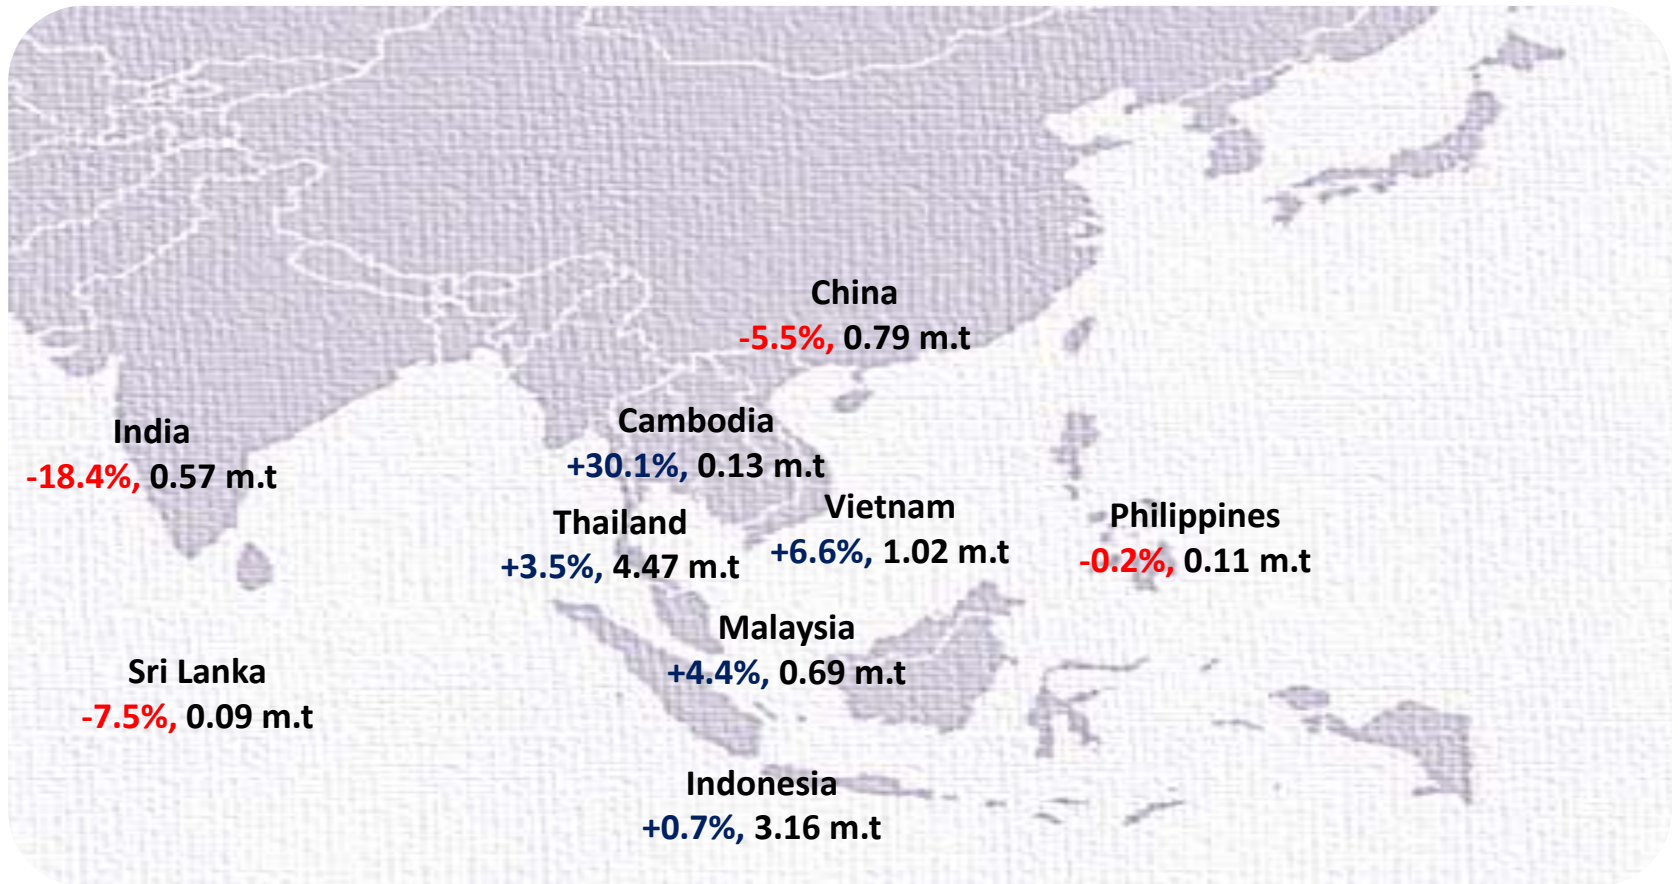 China
-5.5%, 0.79 m.t
India
-18.4%, 0.57 m.t
Cambodia
+30.1%, 0.13 m.t
Thailand
+3.5%, 4.47 m.t
Vietnam
+6.6%, 1.02 m.t
Philippines
-0.2%, 0.11 m.t
Malaysia
+4.4%, 0.69 m.t
Sri Lanka
-7.5%, 0.09 m.t
Indonesia
+0.7%, 3.16 m.t